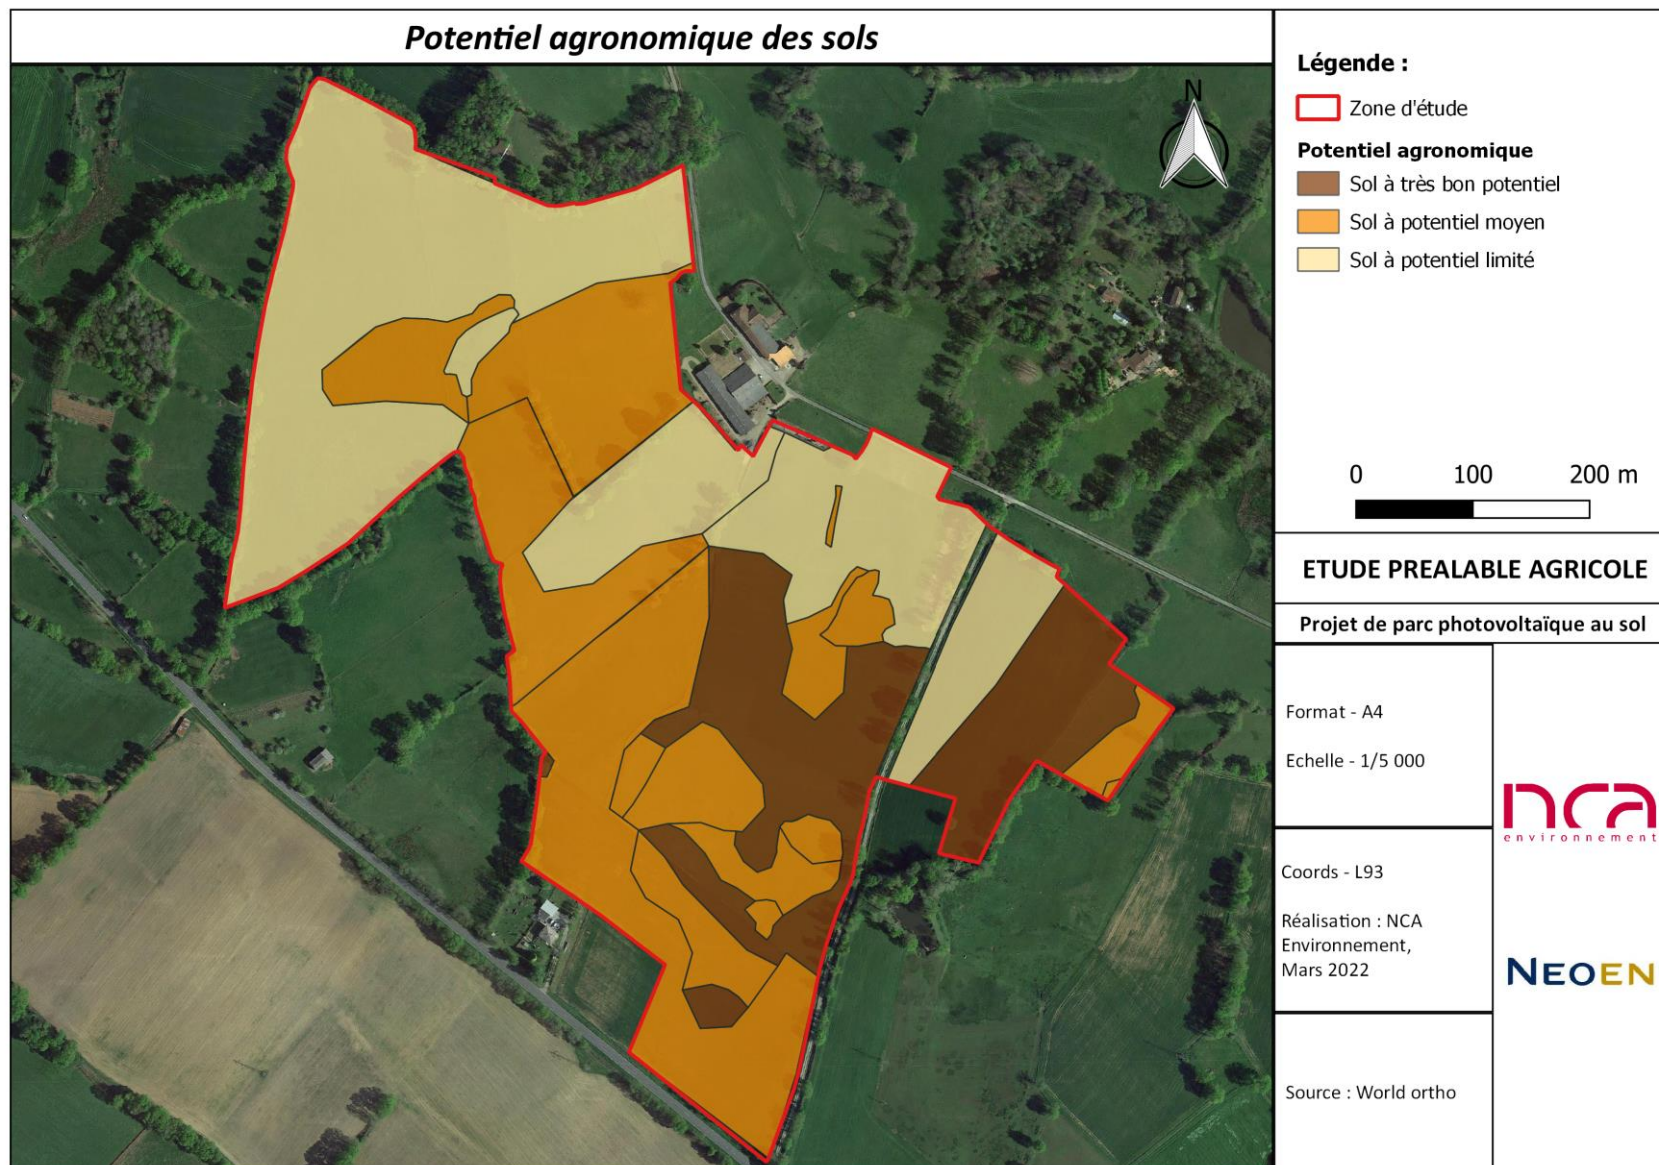 Potentiel agronomique des sols
N
Légende :
Zone d'étude
Potentiel agronomique
Sol à très bon potentiel
Sol à potentiel moyen
Sol à potentiel limité
0 100 200 m
ETUDE PREALABLE AGRICOLE
Projet de parc photovoltaïque au sol
Format - A4
Echelle - 1/5 000
Coords - L93
Réalisation : NCA
Environnement,
Mars 2022
Source : World ortho
nca
environnement
NEOEN